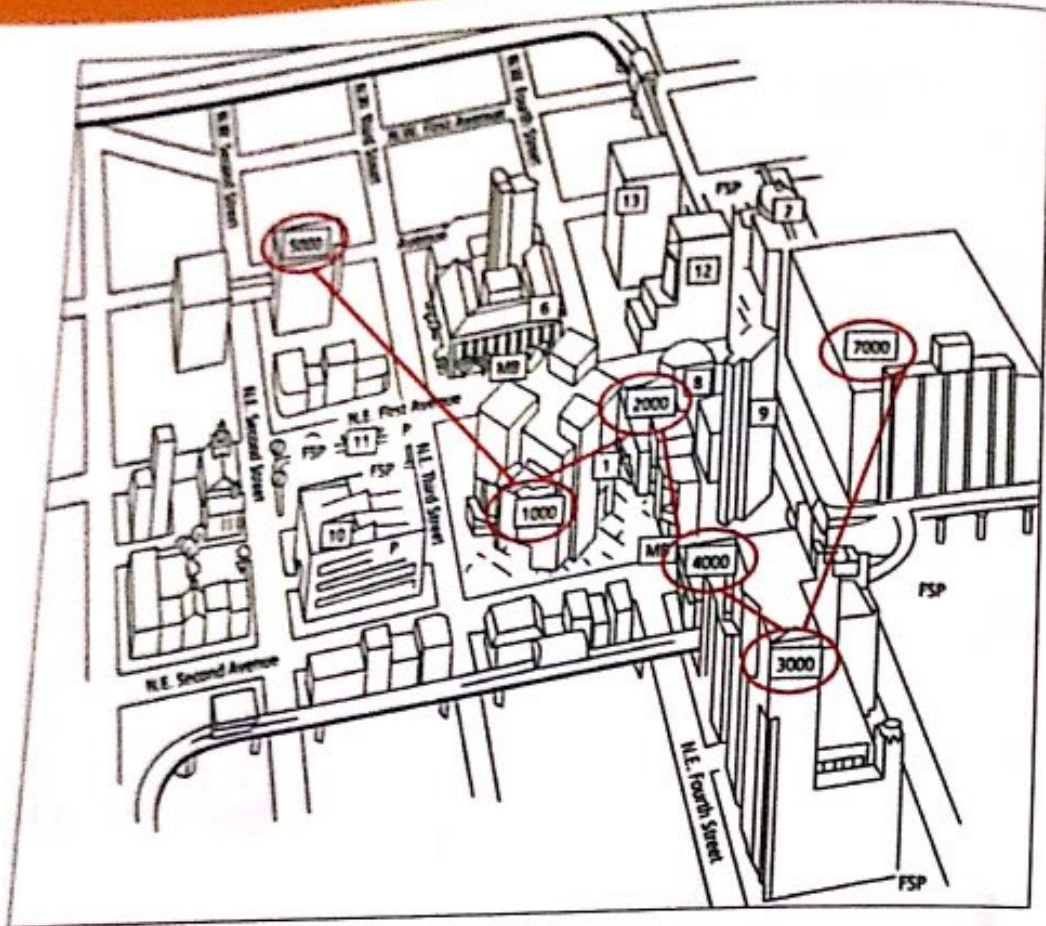 N.W. Second Street
N.W. Third Street
N.W. First Avenue
N.W. Fourth Street
13
FSP
7
5000
12
6
7000
MB
8
2000
N.E. First Avenue
9
P
FSP
11
FSP
1
N.E. Second Street
N.E. Third Street
1000
10
P
4000
FSP
3000
N.E. Second Avenue
N.E. Fourth Street
FSP